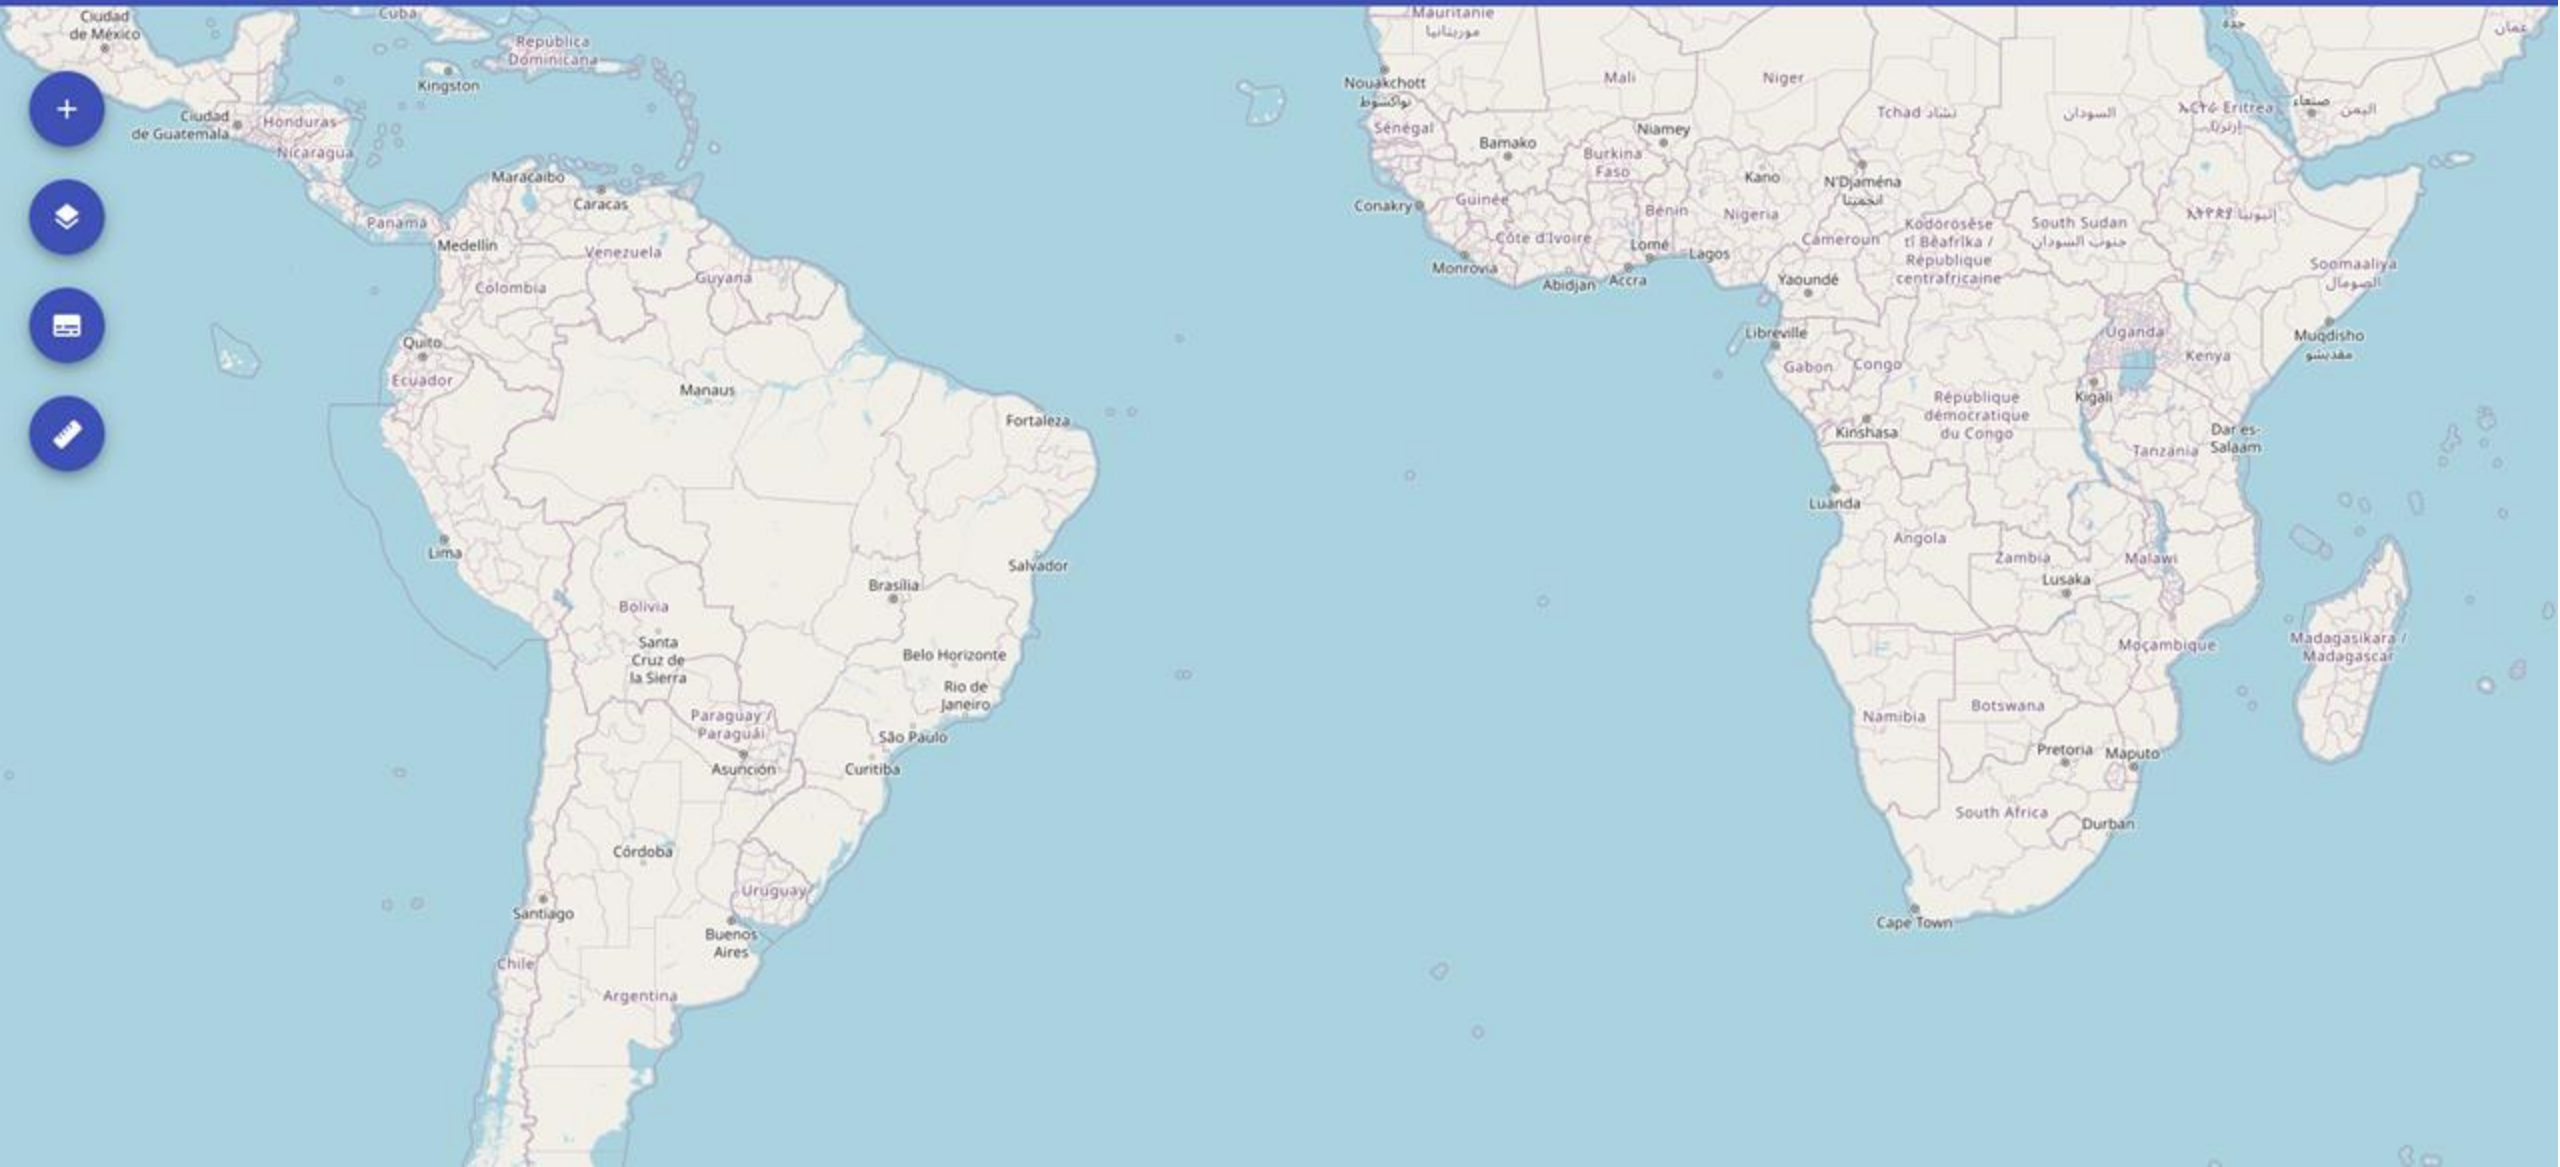 Ciudad
de México
Cuba
República
Dominicana
Kingston
Ciudad
de Guatemala
Honduras
Nicaragua
Panamá
Maracaibo
Caracas
Medellín
Venezuela
Guyana
Colombia
Quito
Ecuador
Manaus
Fortaleza
Lima
Salvador
Brasília
Bolivia
Santa
Cruz de
la Sierra
Belo Horizonte
Rio de
Janeiro
Paraguay /
Paraguái
São Paulo
Asunción
Curitiba
Córdoba
Uruguay
Santiago
Buenos
Aires
Chile
Argentina
Mauritanie
موريتانيا
Nouakchott
نواكشوط
Mali
Niger
Tchad تشاد
السودان
ኤርትራ Eritrea
إرتريا
جدة
صنعاء
اليمن
عمان
Sénégal
Bamako
Niamey
Burkina
Faso
Kano
N'Djaména
انجمينا
Conakry
Guinée
Bénin
Nigeria
Côte d'Ivoire
Lomé
Lagos
Cameroun
Monrovia
Abidjan
Accra
Yaoundé
Ködörösêse
tî Bêafrîka /
République
centrafricaine
South Sudan
جنوب السودان
Soomaaliya
الصومال
Libreville
Uganda
Muqdisho
مقديشو
Gabon
Congo
Kenya
Kigali
République
démocratique
du Congo
Kinshasa
Dar es-
Salaam
Tanzania
Luanda
Angola
Zambia
Malawi
Lusaka
Moçambique
Madagasikara /
Madagascar
Namibia
Botswana
Pretoria
Maputo
South Africa
Durban
Cape Town